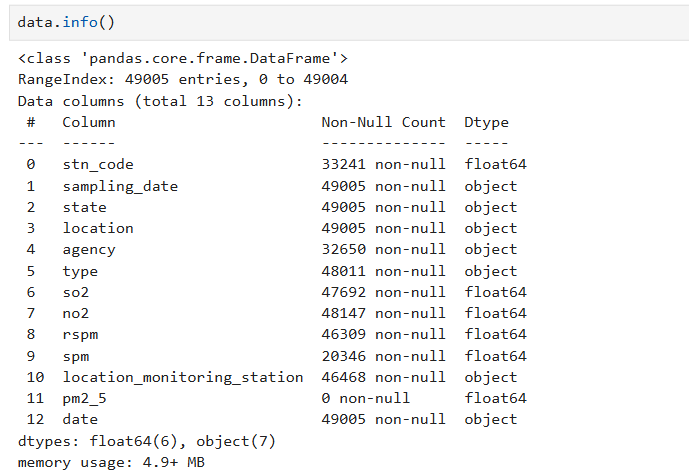 data.info()
<class 'pandas.core.frame.DataFrame'>
RangeIndex: 49005 entries, 0 to 49004
Data columns (total 13 columns):
 #   Column                       Non-Null Count  Dtype
---  ------                       --------------  -----
 0   stn_code                     33241 non-null  float64
 1   sampling_date                49005 non-null  object
 2   state                        49005 non-null  object
 3   location                     49005 non-null  object
 4   agency                       32650 non-null  object
 5   type                         48011 non-null  object
 6   so2                          47692 non-null  float64
 7   no2                          48147 non-null  float64
 8   rspm                         46309 non-null  float64
 9   spm                          20346 non-null  float64
 10  location_monitoring_station  46468 non-null  object
 11  pm2_5                        0 non-null      float64
 12  date                         49005 non-null  object
dtypes: float64(6), object(7)
memory usage: 4.9+ MB